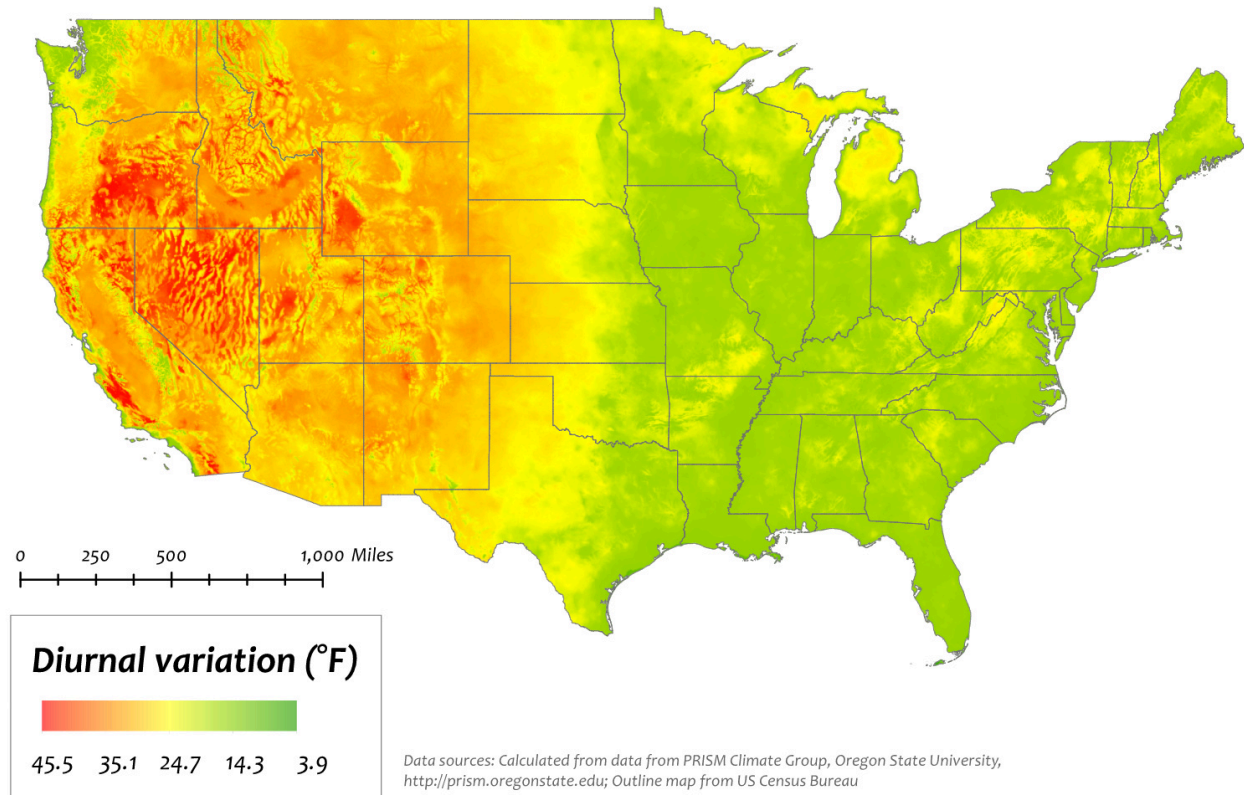 0 250 500 1,000 Miles
Diurnal variation (°F)
45.5 35.1 24.7 14.3 3.9
Data sources: Calculated from data from PRISM Climate Group, Oregon State University,
http://prism.oregonstate.edu; Outline map from US Census Bureau